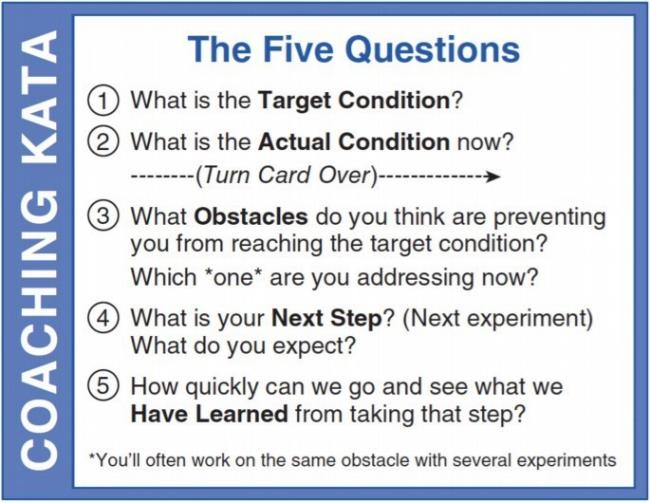 COACHING KATA
The Five Questions
1 What is the Target Condition?
2 What is the Actual Condition now?
--------(Turn Card Over)------------->
3 What Obstacles do you think are preventing
you from reaching the target condition?
Which *one* are you addressing now?
4 What is your Next Step? (Next experiment)
What do you expect?
5 How quickly can we go and see what we
Have Learned from taking that step?
*You'll often work on the same obstacle with several experiments